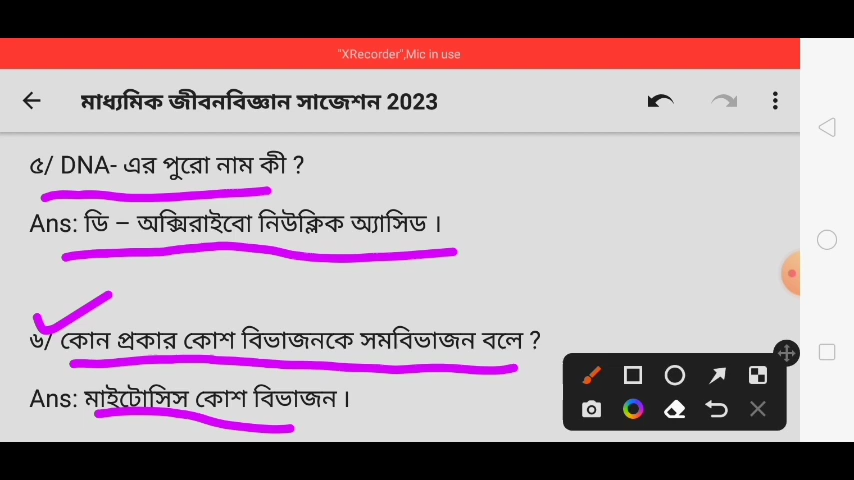 "XRecorder",Mic in use
মাধ্যমিক জীবনবিজ্ঞান সাজেশন 2023
৫/ DNA- এর পুরো নাম কী ?
Ans: ডি – অক্সিরাইবো নিউক্লিক অ্যাসিড ।
৬/ কোন প্রকার কোশ বিভাজনকে সমবিভাজন বলে ?
Ans: মাইটোসিস কোশ বিভাজন ।